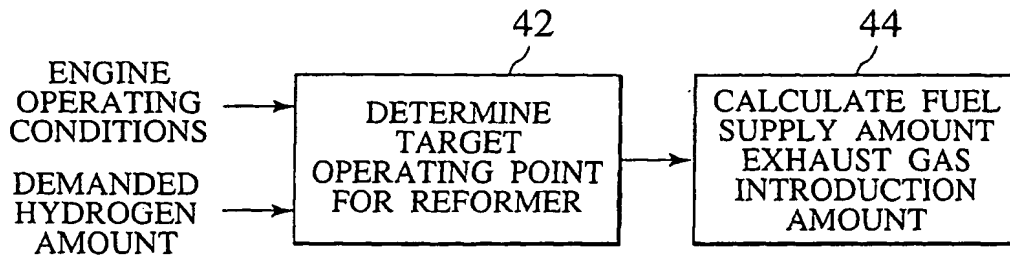 42
44
ENGINE
OPERATING
CONDITIONS
DEMANDED
HYDROGEN
AMOUNT
DETERMINE
TARGET
OPERATING POINT
FOR REFORMER
CALCULATE FUEL
SUPPLY AMOUNT
EXHAUST GAS
INTRODUCTION
AMOUNT